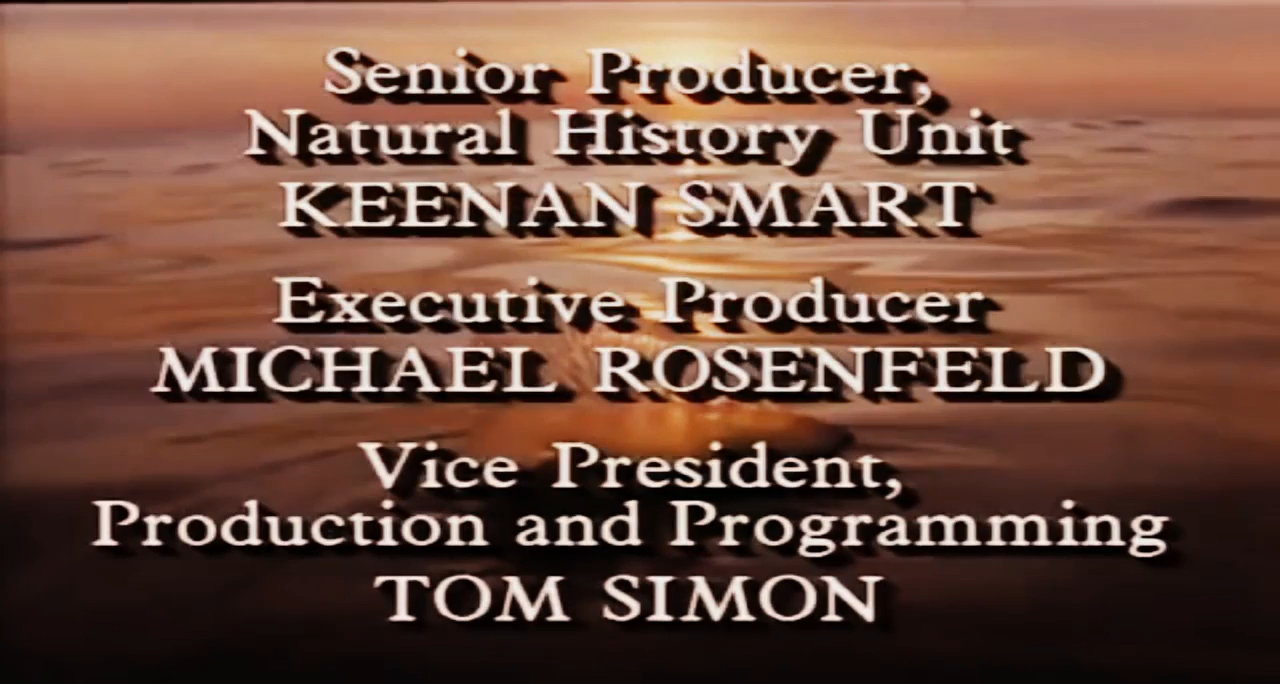 Senior Producer,
Natural History Unit
KEENAN SMART
Executive Producer
MICHAEL ROSENFELD
Vice President,
Production and Programming
TOM SIMON